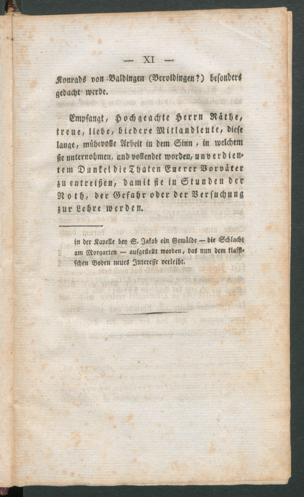 — XI —
Konrads von Baldingen (Beroldingen?) besonders
gedacht werde.
Empfangt, Hochgeachte Herrn Räthe,
treue, liebe, biedere Mitlandleute, diese
lange, mühevolle Arbeit in dem Sinn, in welchem
sie unternohmen, und vollendet worden, unverdien-
tem Dunkel die Thaten Euerer Vorväter
zu entreißen, damit sie in Stunden der
Noth, der Gefahr oder der Versuchung
zur Lehre werden.
in der Kapelle bey S. Jakob ein Gemälde — die Schlacht
am Morgarten — aufgestellt worden, das nun dem klassi-
schen Boden neues Interesse verleiht.